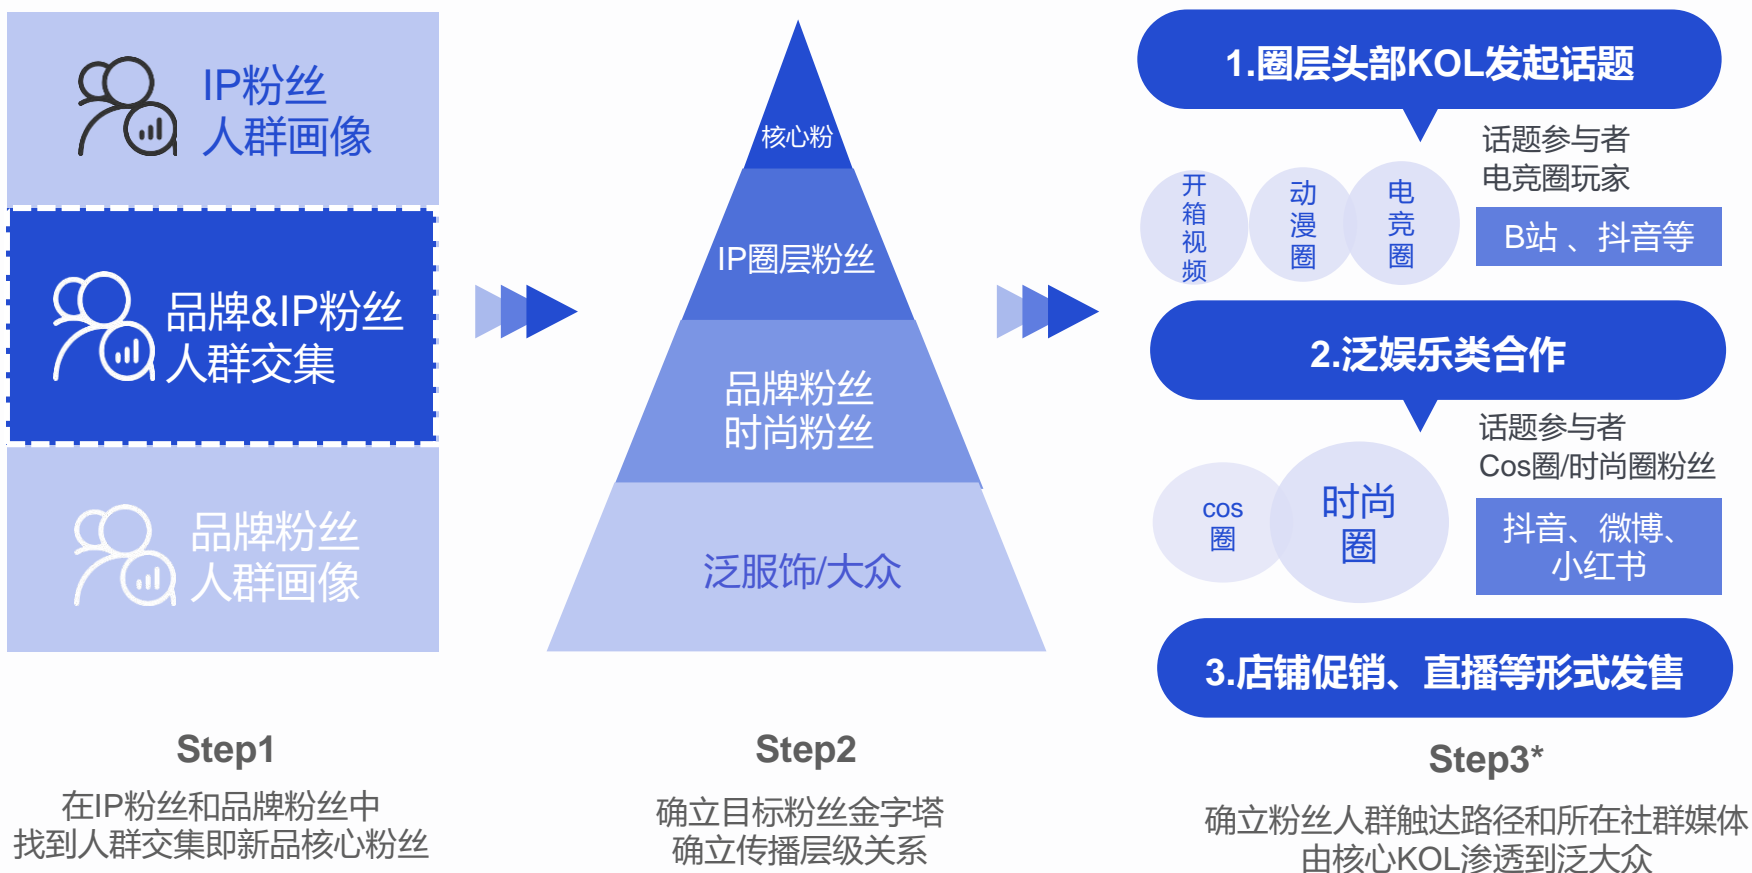 IP粉丝
人群画像
品牌&IP粉丝
人群交集
品牌粉丝
人群画像
Step1
在IP粉丝和品牌粉丝中
找到人群交集即新品核心粉丝
核心粉
IP圈层粉丝
品牌粉丝
时尚粉丝
泛服饰/大众
Step2
确立目标粉丝金字塔
确立传播层级关系
1.圈层头部KOL发起话题
开箱视频
动漫圈
电竞圈
话题参与者
电竞圈玩家
B站 、抖音等
2.泛娱乐类合作
cos
圈
时尚
圈
话题参与者
Cos圈/时尚圈粉丝
抖音、微博、
小红书
3.店铺促销、直播等形式发售
Step3*
确立粉丝人群触达路径和所在社群媒体
由核心KOL渗透到泛大众